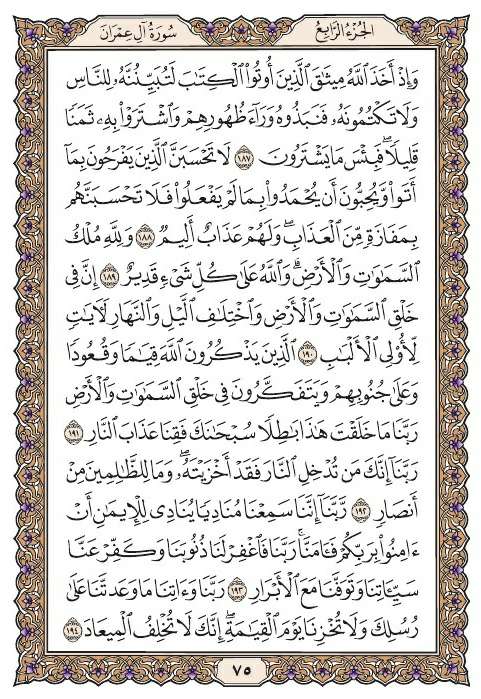 الجزء الرابع
سورة آل عمران
وَإِذۡ أَخَذَ ٱللَّهُ مِيثَٰقَ ٱلَّذِينَ أُوتُواْ ٱلۡكِتَٰبَ لَتُبَيِّنُنَّهُۥ لِلنَّاسِ
وَلَا تَكۡتُمُونَهُۥ فَنَبَذُوهُ وَرَآءَ ظُهُورِهِمۡ وَٱشۡتَرَوۡاْ بِهِۦ ثَمَنٗا
قَلِيلٗاۖ فَبِئۡسَ مَا يَشۡتَرُونَ ١٨٧ لَا تَحۡسَبَنَّ ٱلَّذِينَ يَفۡرَحُونَ بِمَآ
أَتَواْ وَّيُحِبُّونَ أَن يُحۡمَدُواْ بِمَا لَمۡ يَفۡعَلُواْ فَلَا تَحۡسَبَنَّهُم
بِمَفَازَةٖ مِّنَ ٱلۡعَذَابِۖ وَلَهُمۡ عَذَابٌ أَلِيمٞ ١٨٨ وَلِلَّهِ مُلۡكُ
ٱلسَّمَٰوَٰتِ وَٱلۡأَرۡضِۗ وَٱللَّهُ عَلَىٰ كُلِّ شَيۡءٖ قَدِيرٌ ١٨٩ إِنَّ فِي
خَلۡقِ ٱلسَّمَٰوَٰتِ وَٱلۡأَرۡضِ وَٱخۡتِلَٰفِ ٱلَّيۡلِ وَٱلنَّهَارِ لَأٓيَٰتٖ
لِّأُوْلِي ٱلۡأَلۡبَٰبِ ١٩٠ ٱلَّذِينَ يَذۡكُرُونَ ٱللَّهَ قِيَٰمٗا وَقُعُودٗا
وَعَلَىٰ جُنُوبِهِمۡ وَيَتَفَكَّرُونَ فِي خَلۡقِ ٱلسَّمَٰوَٰتِ وَٱلۡأَرۡضِ
رَبَّنَا مَا خَلَقۡتَ هَٰذَا بَٰطِلٗا سُبۡحَٰنَكَ فَقِنَا عَذَابَ ٱلنَّارِ ١٩١
رَبَّنَآ إِنَّكَ مَن تُدۡخِلِ ٱلنَّارَ فَقَدۡ أَخۡزَيۡتَهُۥۖ وَمَا لِلظَّٰلِمِينَ مِنۡ
أَنصَارٖ ١٩٢ رَّبَّنَآ إِنَّنَا سَمِعۡنَا مُنَادِيٗا يُنَادِي لِلۡإِيمَٰنِ أَنۡ
ءَامِنُواْ بِرَبِّكُمۡ فَـَٔامَنَّاۚ رَبَّنَا فَٱغۡفِرۡ لَنَا ذُنُوبَنَا وَكَفِّرۡ عَنَّا
سَيِّـَٔاتِنَا وَتَوَفَّنَا مَعَ ٱلۡأَبۡرَارِ ١٩٣ رَبَّنَا وَءَاتِنَا مَا وَعَدتَّنَا عَلَىٰ
رُسُلِكَ وَلَا تُخۡزِنَا يَوۡمَ ٱلۡقِيَٰمَةِۖ إِنَّكَ لَا تُخۡلِفُ ٱلۡمِيعَادَ ١٩٤
٧٥